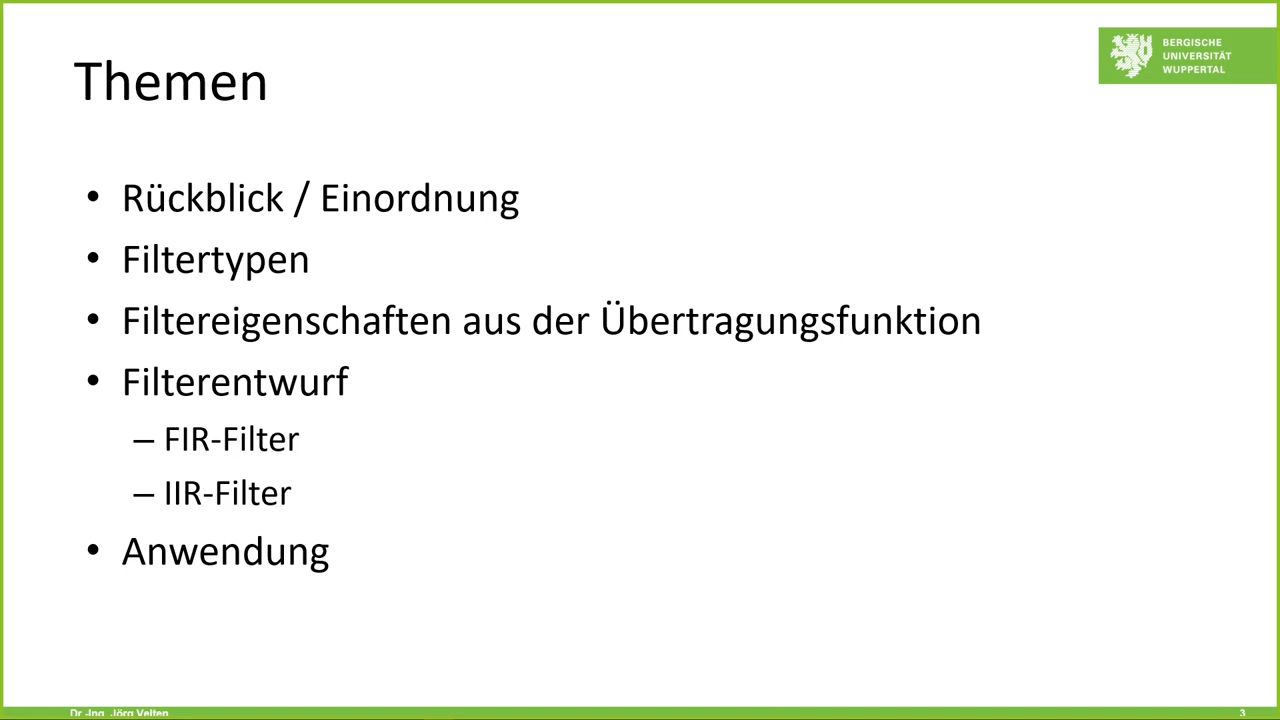 Themen
BERGISCHE
UNIVERSITÄT
WUPPERTAL
• Rückblick / Einordnung
• Filtertypen
• Filtereigenschaften aus der Übertragungsfunktion
• Filterentwurf
– FIR-Filter
– IIR-Filter
• Anwendung
Dr.-Ing. Jörg Velten
3